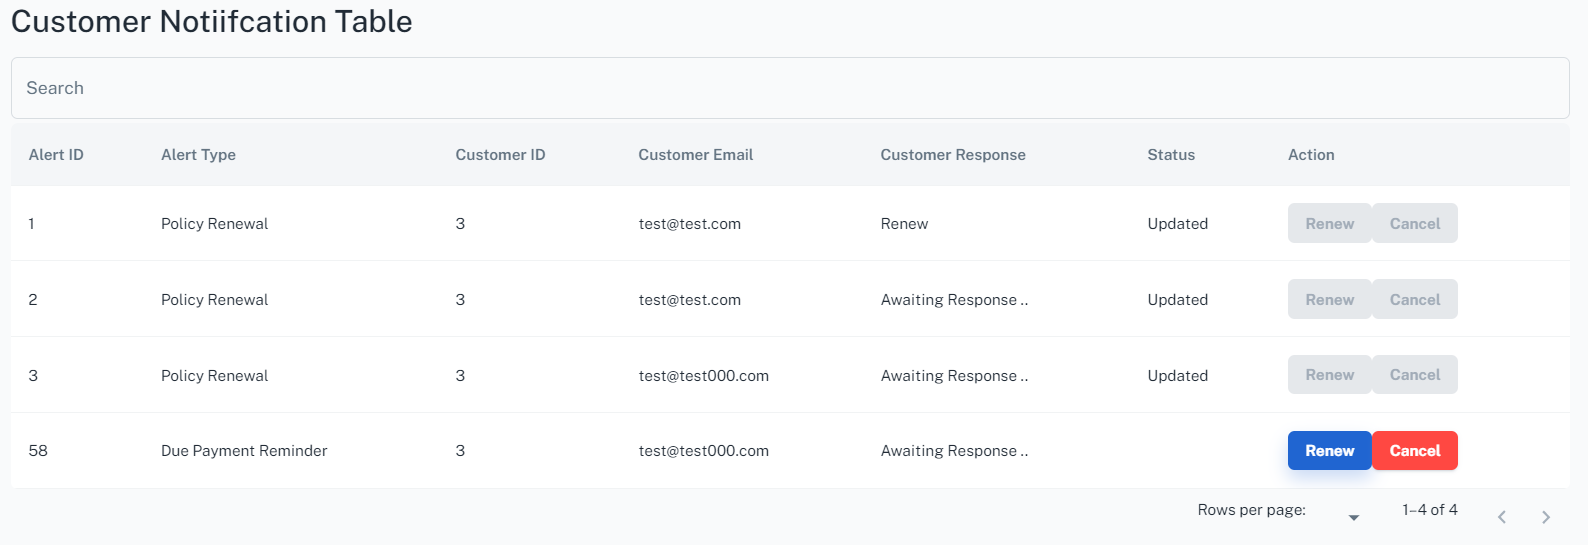 Customer Notiifcation Table
Search
Alert ID Alert Type Customer ID Customer Email Customer Response Status Action
1 Policy Renewal 3 test@test.com Renew Updated Renew Cancel
2 Policy Renewal 3 test@test.com Awaiting Response .. Updated Renew Cancel
3 Policy Renewal 3 test@test000.com Awaiting Response .. Updated Renew Cancel
58 Due Payment Reminder 3 test@test000.com Awaiting Response .. Renew Cancel
Rows per page: 1–4 of 4